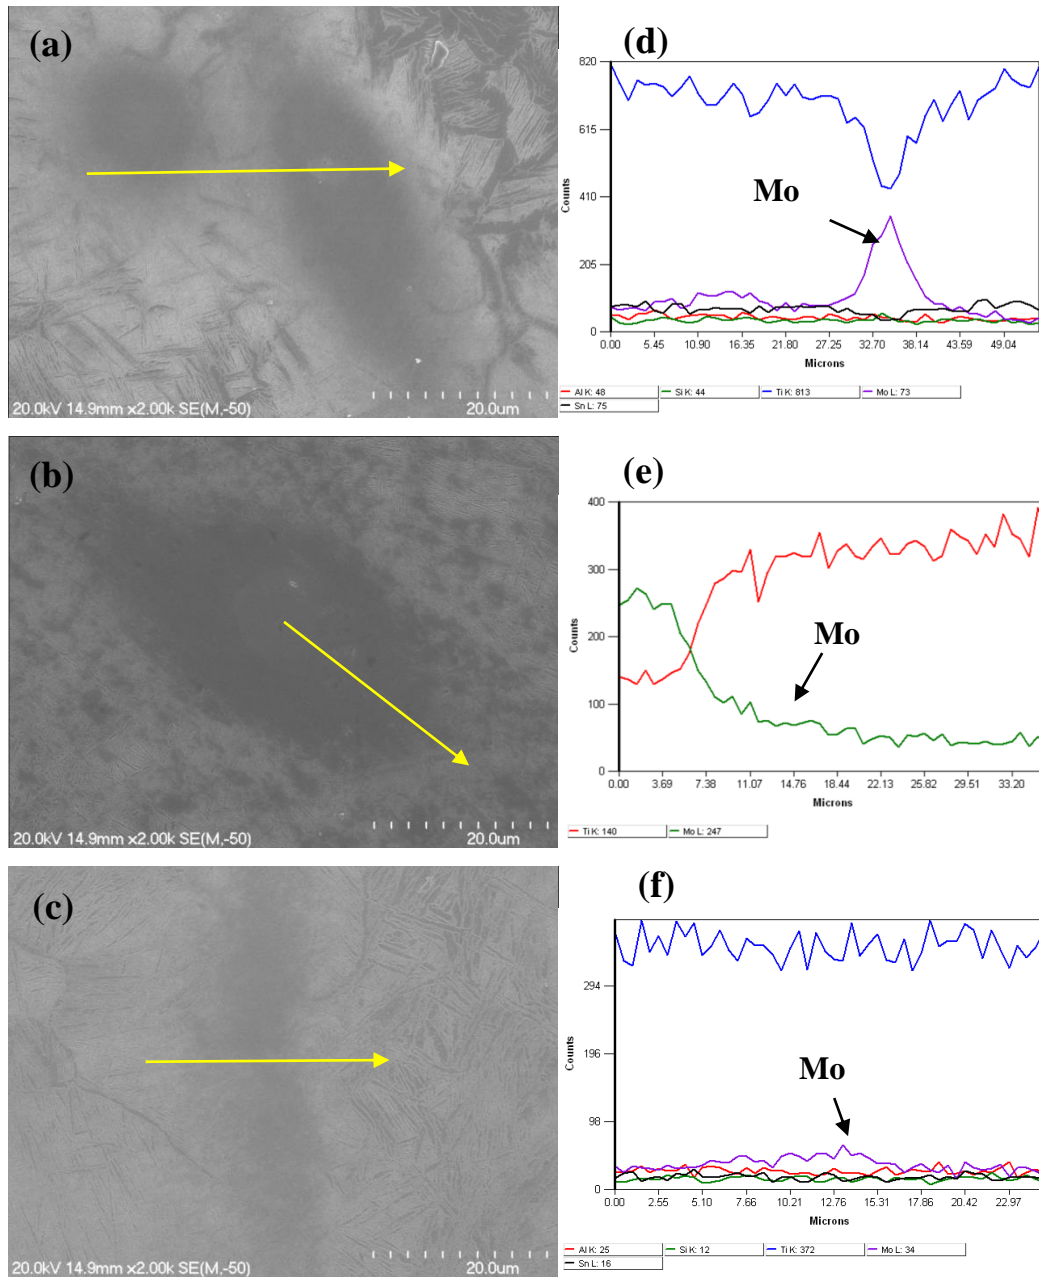 (a)
20.0kV 14.9mm x2.00k SE(M,-50) 20.0um
(d)
820
615
410
205
0
Counts
Mo
0.00 5.45 10.90 16.35 21.80 27.25 32.70 38.14 43.59 49.04
Microns
Al K: 48 Si K: 44 Ti K: 813 Mo L: 73
Sn L: 75
(b)
20.0kV 14.9mm x2.00k SE(M,-50) 20.0um
(e)
400
300
200
100
0
Counts
Mo
0.00 3.69 7.38 11.07 14.76 18.44 22.13 25.82 29.51 33.20
Microns
Ti K: 140 Mo L: 247
(c)
20.0kV 14.9mm x2.00k SE(M,-50) 20.0um
(f)
294
196
98
0
Counts
Mo
0.00 2.55 5.10 7.66 10.21 12.76 15.31 17.86 20.42 22.97
Microns
Al K: 25 Si K: 12 Ti K: 372 Mo L: 34
Sn L: 16